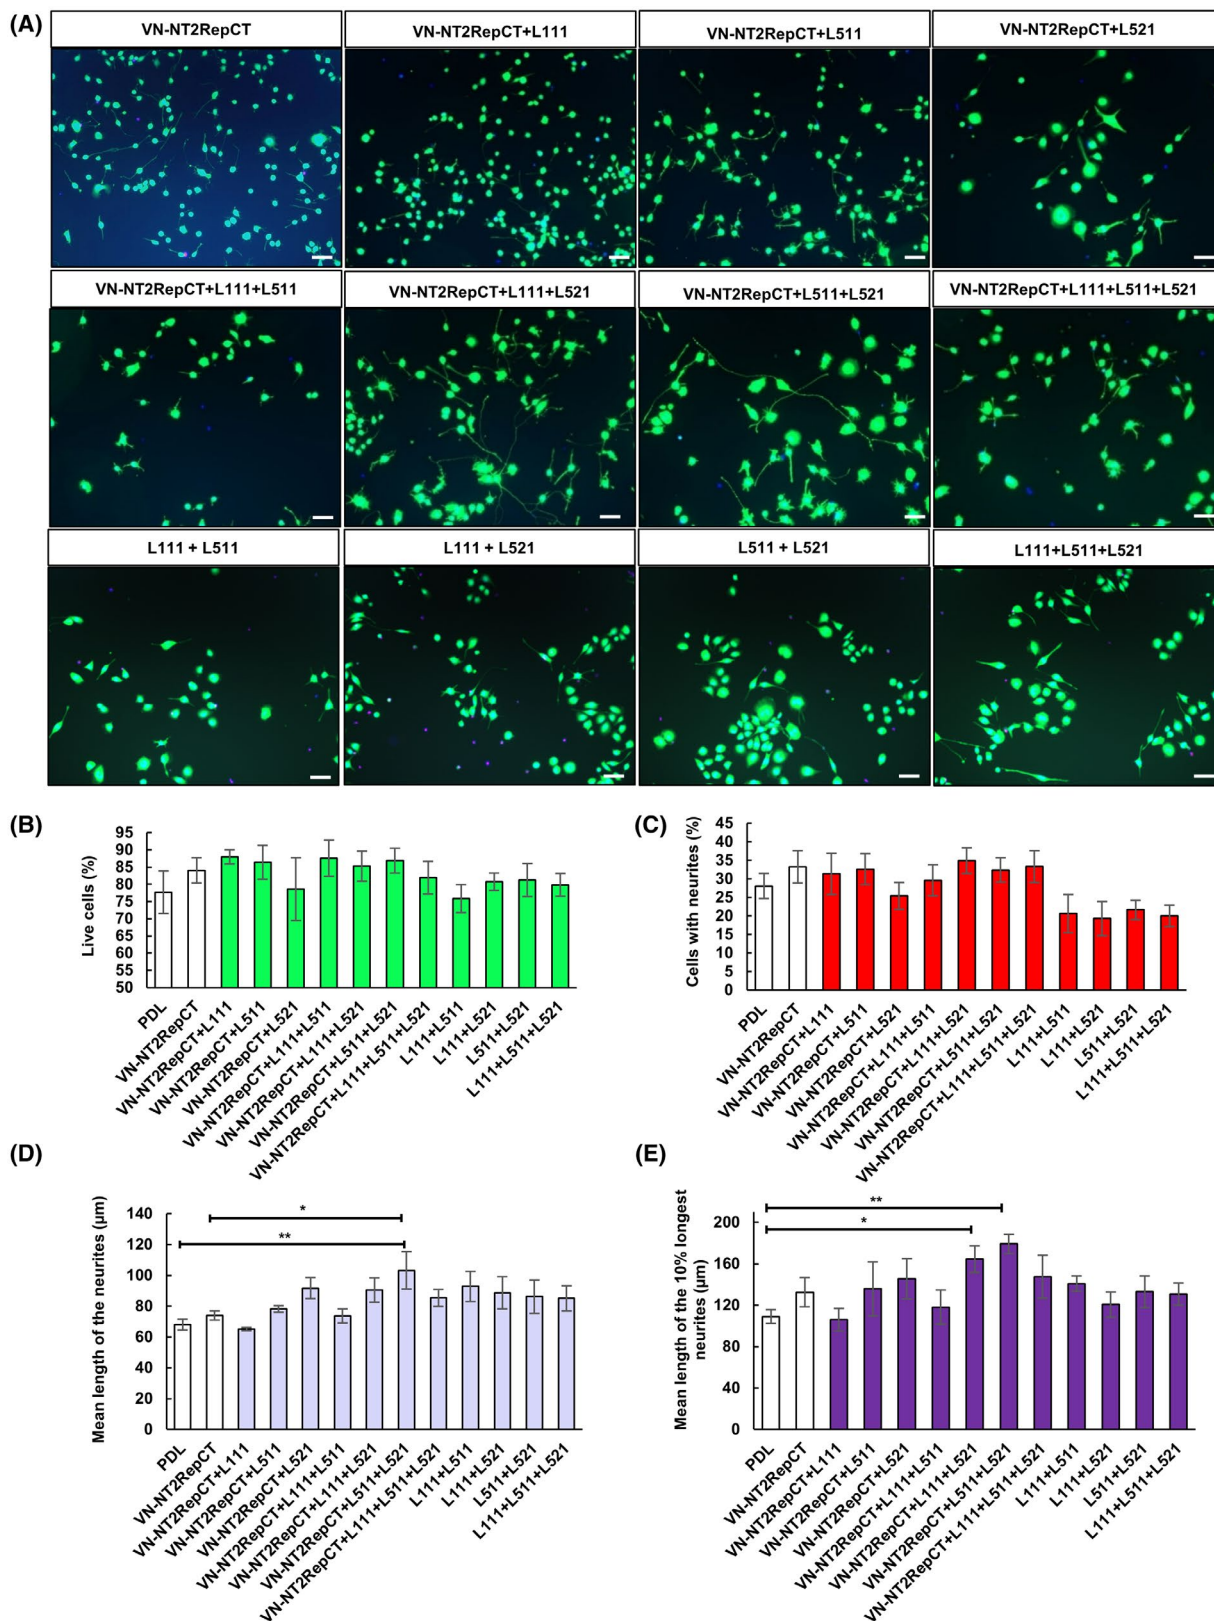 (A)
VN-NT2RepCT
VN-NT2RepCT+L111
VN-NT2RepCT+L511
VN-NT2RepCT+L521
VN-NT2RepCT+L111+L511
VN-NT2RepCT+L111+L521
VN-NT2RepCT+L511+L521
VN-NT2RepCT+L111+L511+L521
L111 + L511
L111 + L521
L511 + L521
L111+L511+L521
(B)
Live cells (%)
95
90
85
80
75
70
65
60
55
50
PDL
VN-NT2RepCT
VN-NT2RepCT+L111
VN-NT2RepCT+L511
VN-NT2RepCT+L521
VN-NT2RepCT+L111+L511
VN-NT2RepCT+L111+L521
VN-NT2RepCT+L511+L521
VN-NT2RepCT+L111+L511+L521
L111+L511
L111+L521
L511+L521
L111+L511+L521
(C)
Cells with neurites (%)
45
40
35
30
25
20
15
10
5
0
PDL
VN-NT2RepCT
VN-NT2RepCT+L111
VN-NT2RepCT+L511
VN-NT2RepCT+L521
VN-NT2RepCT+L111+L511
VN-NT2RepCT+L111+L521
VN-NT2RepCT+L511+L521
VN-NT2RepCT+L111+L511+L521
L111+L511
L111+L521
L511+L521
L111+L511+L521
(D)
Mean length of the neurites (µm)
140
120
100
80
60
40
20
0
*
**
PDL
VN-NT2RepCT
VN-NT2RepCT+L111
VN-NT2RepCT+L511
VN-NT2RepCT+L521
VN-NT2RepCT+L111+L511
VN-NT2RepCT+L111+L521
VN-NT2RepCT+L511+L521
VN-NT2RepCT+L111+L511+L521
L111+L511
L111+L521
L511+L521
L111+L511+L521
(E)
Mean length of the 10% longest
neurites (µm)
200
160
120
80
40
0
**
*
PDL
VN-NT2RepCT
VN-NT2RepCT+L111
VN-NT2RepCT+L511
VN-NT2RepCT+L521
VN-NT2RepCT+L111+L511
VN-NT2RepCT+L111+L521
VN-NT2RepCT+L511+L521
VN-NT2RepCT+L111+L511+L521
L111+L511
L111+L521
L511+L521
L111+L511+L521